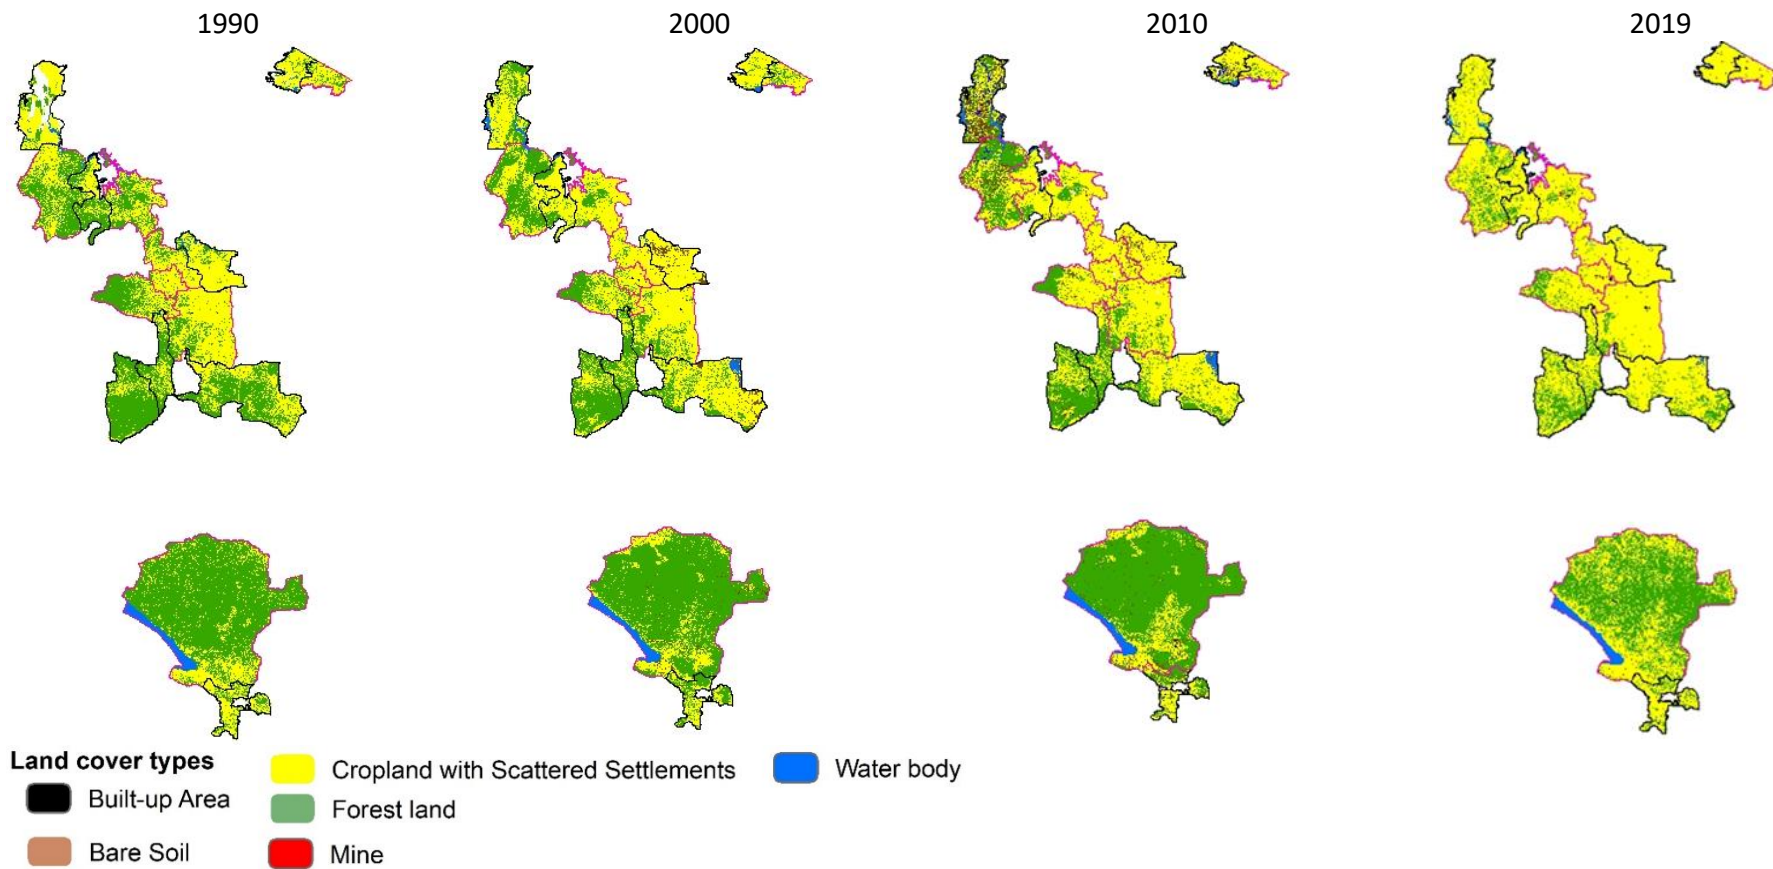 1990 2000 2010 2019
Land cover types
Built-up Area
Bare Soil
Cropland with Scattered Settlements
Forest land
Mine
Water body